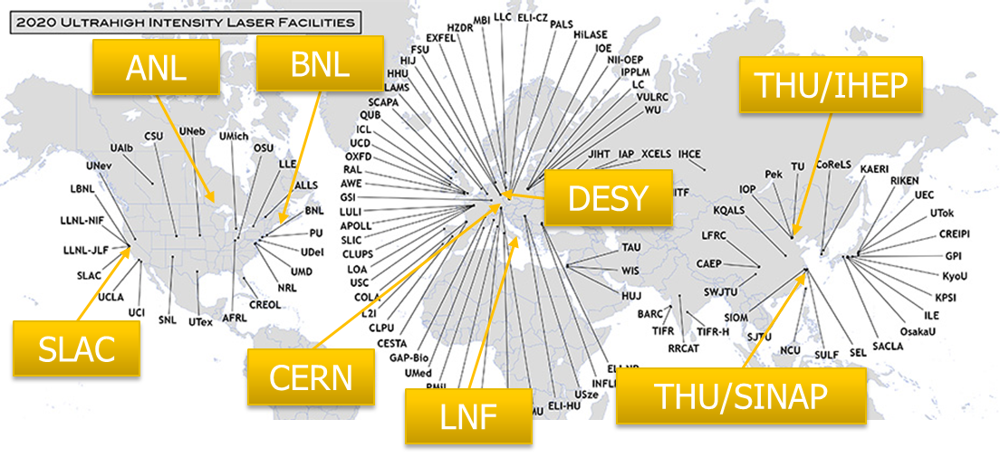 2020 ULTRAHIGH INTENSITY LASER FACILITIES
ANL
BNL
THU/IHEP
DESY
SLAC
CERN
LNF
THU/SINAP
UNeb
UMich
CSU
OSU
UAlb
LLE
UNev
ALLS
LBNL
BNL
LLNL-NIF
PU
LLNL-JLF
UDel
SLAC
UMD
UCLA
NRL
UCI
CREOL
SNL
UTex
AFRL
MBI
LLC
ELI-CZ
HZDR
PALS
EXFEL
HiLASE
FSU
IOE
HIJ
NII-OEP
HHU
IPPLM
LAMS
LC
SCAPA
VULRC
QUB
WU
ICL
UCD
OXFD
RAL
AWE
GSI
LULI
APOLL
SLIC
CLUPS
LOA
USC
COLA
L2I
CLPU
CESTA
GAP-Bio
UMed
MU
ELI-HU
USze
INFL
TAU
WIS
HUJ
JIHT
IAP
XCELS
IHCE
ITF
BARC
TIFR
RRCAT
TIFR-H
IOP
Pek
TU
CoReLS
KAERI
KQALS
RIKEN
UEC
LFRC
UTok
CAEP
CREIPI
SWJTU
GPI
SIOM
KyoU
SJTU
KPSI
NCU
ILE
SULF
OsakaU
SEL
SACLA